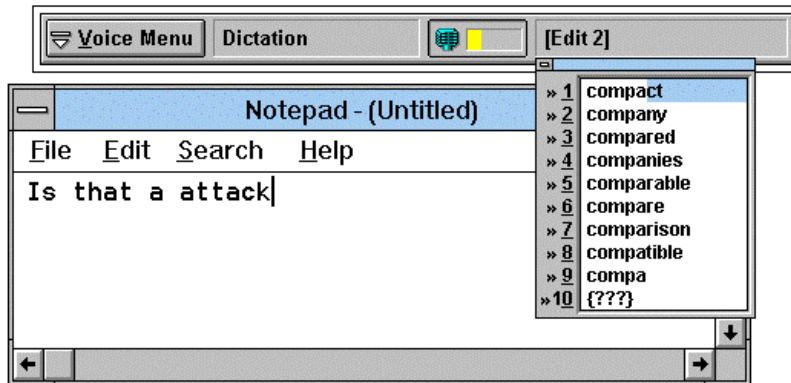 Voice Menu Dictation [Edit 2]
Notepad - (Untitled)
File Edit Search Help
Is that a attack
» 1 compact
» 2 company
» 3 compared
» 4 companies
» 5 comparable
» 6 compare
» 7 comparison
» 8 compatible
» 9 compa
»10 {???}